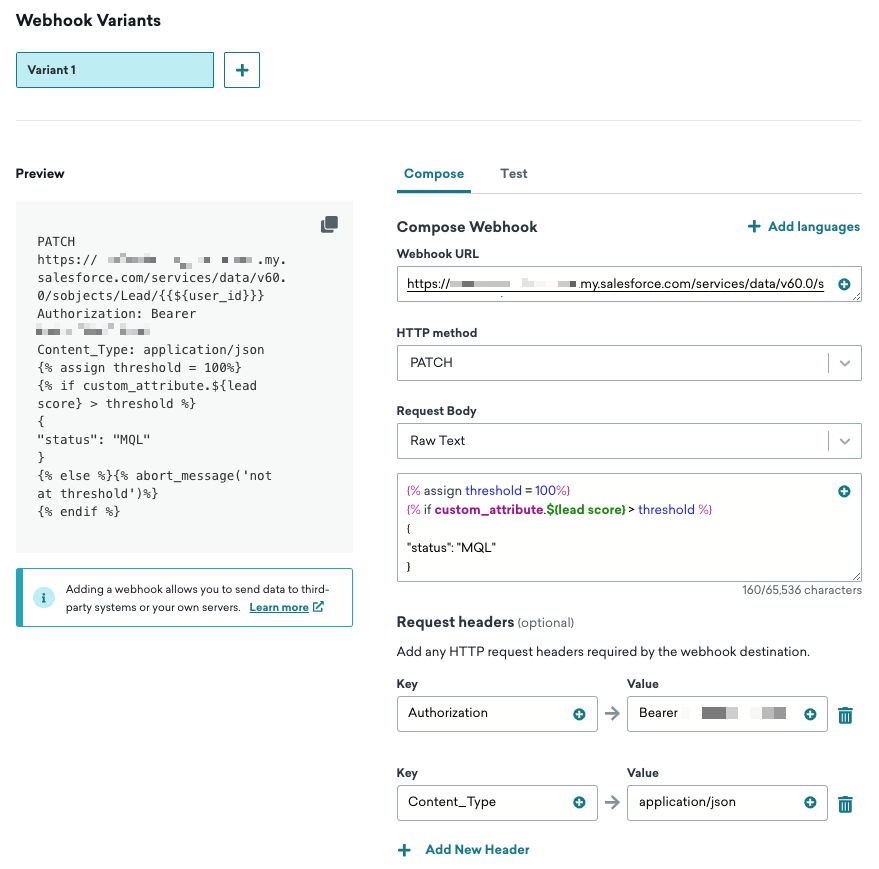 Webhook Variants
Variant 1
Preview
PATCH
https:// .my.
salesforce.com/services/data/v60.
0/sobjects/Lead/{{${user_id}}}
Authorization: Bearer
Content_Type: application/json
{% assign threshold = 100%}
{% if custom_attribute.${lead
score} > threshold %}
{
"status": "MQL"
}
{% else %}{% abort_message('not
at threshold')%}
{% endif %}
Adding a webhook allows you to send data to third-
party systems or your own servers. Learn more
Compose Test
Compose Webhook
Add languages
Webhook URL
https:// .my.salesforce.com/services/data/v60.0/s
HTTP method
PATCH
Request Body
Raw Text
{% assign threshold = 100%}
{% if custom_attribute.${lead score} > threshold %}
{
"status": "MQL"
}
160/65,536 characters
Request headers (optional)
Add any HTTP request headers required by the webhook destination.
Key Value
Authorization Bearer
Key Value
Content_Type application/json
Add New Header